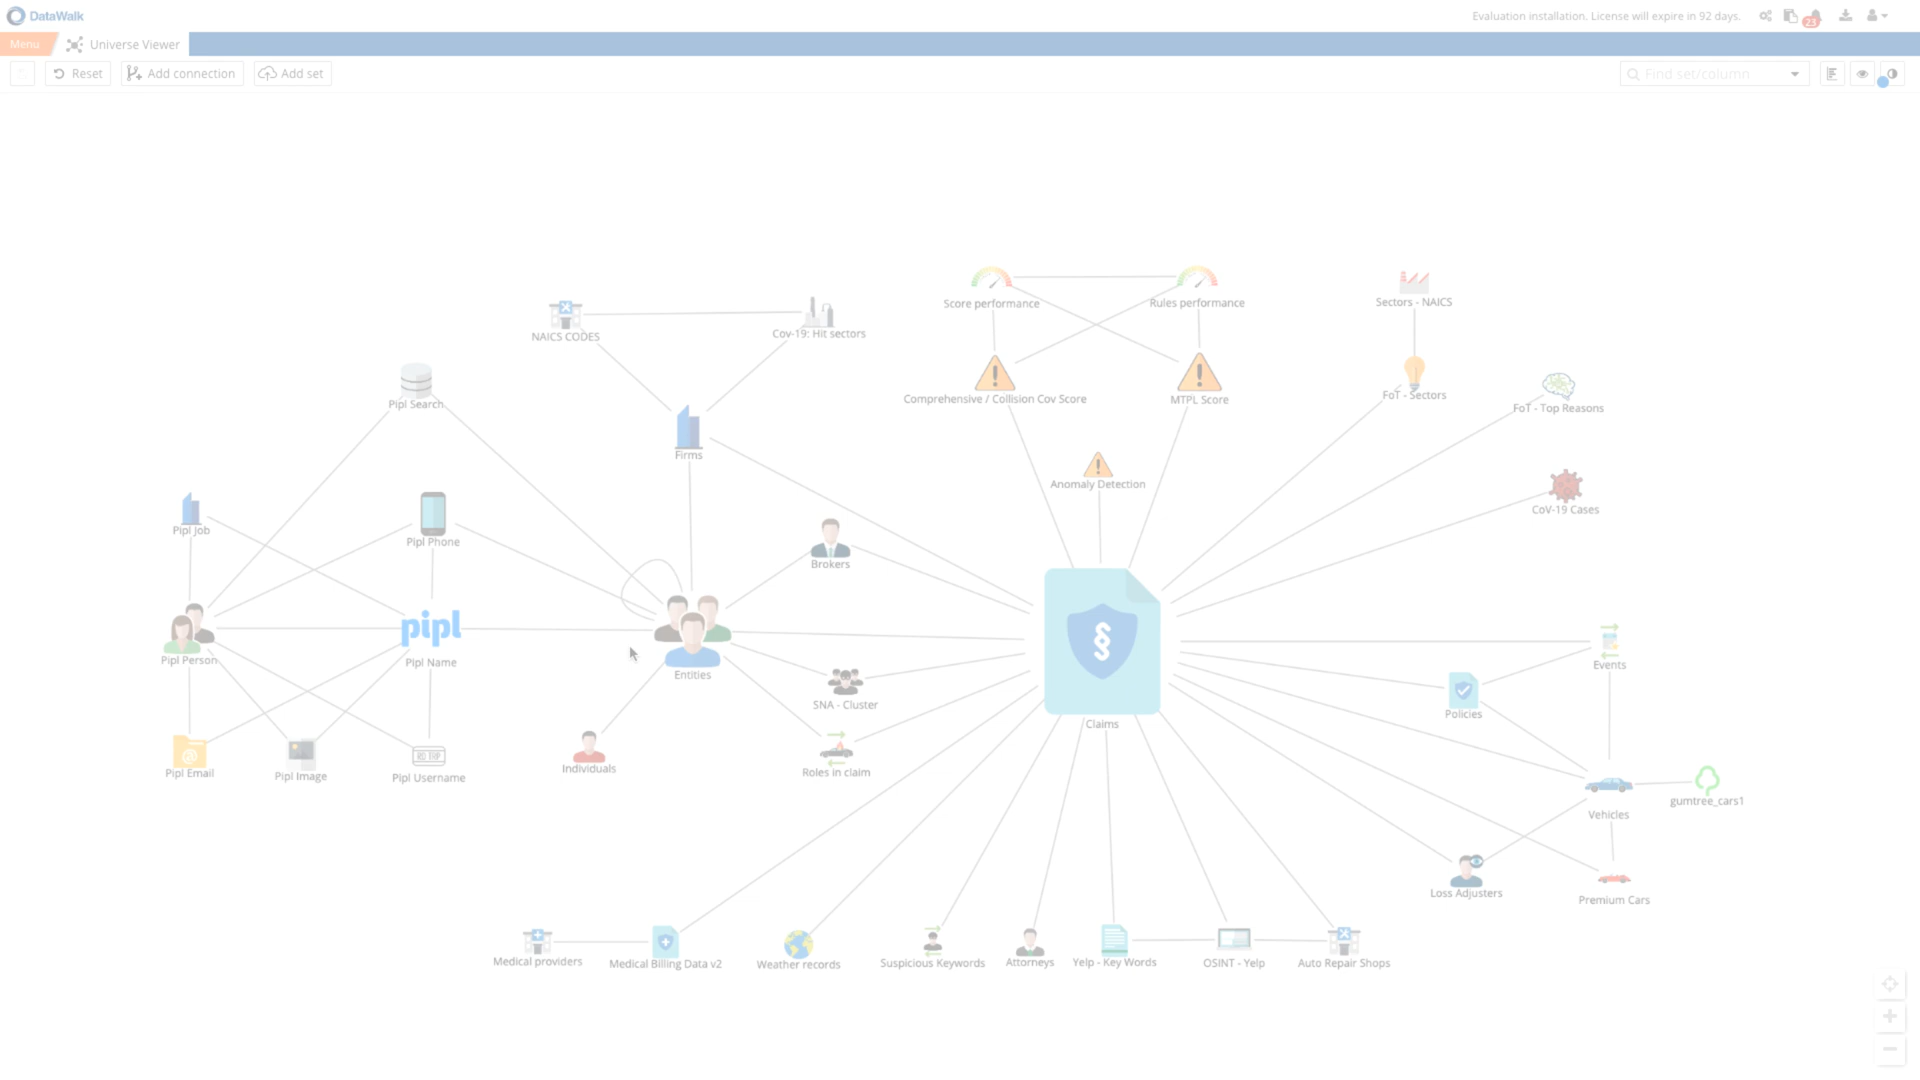 DataWalk
Evaluation installation. License will expire in 92 days.
23
Menu
Universe Viewer
Reset
Add connection
Add set
Find set/column
Score performance
Rules performance
Sectors - NAICS
NAICS CODES
Cov-19: Hit sectors
Pipl Search
Comprehensive / Collision Cov Score
MTPL Score
FoT - Sectors
FoT - Top Reasons
Firms
Anomaly Detection
CoV-19 Cases
Pipl Job
Pipl Phone
Brokers
pipl
Pipl Person
Pipl Name
Entities
§
Events
SNA - Cluster
Policies
Claims
Pipl Email
Pipl Image
Pipl Username
Individuals
Roles in claim
gumtree_cars1
Vehicles
Loss Adjusters
Premium Cars
Medical providers
Medical Billing Data v2
Weather records
Suspicious Keywords
Attorneys
Yelp - Key Words
OSINT - Yelp
Auto Repair Shops